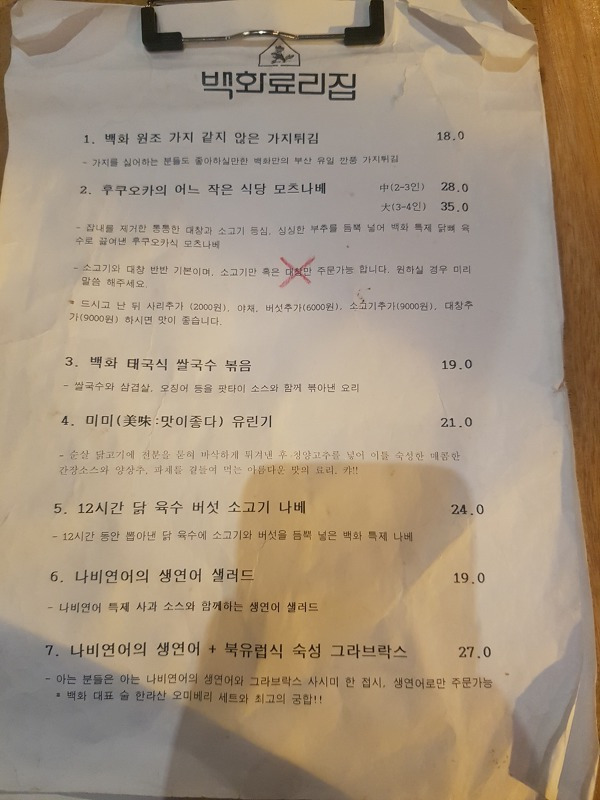 백화료리집
1. 백화 원조 가지 같지 않은 가지튀김 18.0
- 가지를 싫어하는 분들도 좋아하실만한 백화만의 부산 유일 깐풍 가지튀김
2. 후쿠오카의 어느 작은 식당 모츠나베 中(2-3인) 28.0
大(3-4인) 35.0
- 잡내를 제거한 통통한 대창과 소고기 등심, 싱싱한 부추를 듬뿍 넣어 백화 특제 닭뼈 육
수로 끓여낸 후쿠오카식 모츠나베
- 소고기와 대창 반반 기본이며, 소고기만 혹은 대창만 주문가능 합니다. 원하실 경우 미리
말씀 해주세요.
* 드시고 난 뒤 사리추가 (2000원), 야채, 버섯추가(6000원), 소고기추가(9000원), 대창추
가(9000원) 하시면 맛이 좋습니다.
3. 백화 태국식 쌀국수 볶음 19.0
- 쌀국수와 삼겹살, 오징어 등을 팟타이 소스와 함께 볶아낸 요리
4. 미미(美味:맛이좋다) 유린기 21.0
- 순살 닭고기에 전분을 묻혀 바삭하게 튀겨낸 후 청양고추를 넣어 이틀 숙성한 매콤한
간장소스와 양상추, 파채를 곁들여 먹는 아름다운 맛의 료리. 캬!!
5. 12시간 닭 육수 버섯 소고기 나베 24.0
- 12시간 동안 뽑아낸 닭 육수에 소고기와 버섯을 듬뿍 넣은 백화 특제 나베
6. 나비연어의 생연어 샐러드 19.0
- 나비연어 특제 사과 소스와 함께하는 생연어 샐러드
7. 나비연어의 생연어 + 북유럽식 숙성 그라브락스 27.0
- 아는 분들은 아는 나비연어의 생연어와 그라브락스 사시미 한 접시, 생연어로만 주문가능
* 백화 대표 술 한라산 오미베리 세트와 최고의 궁합!!